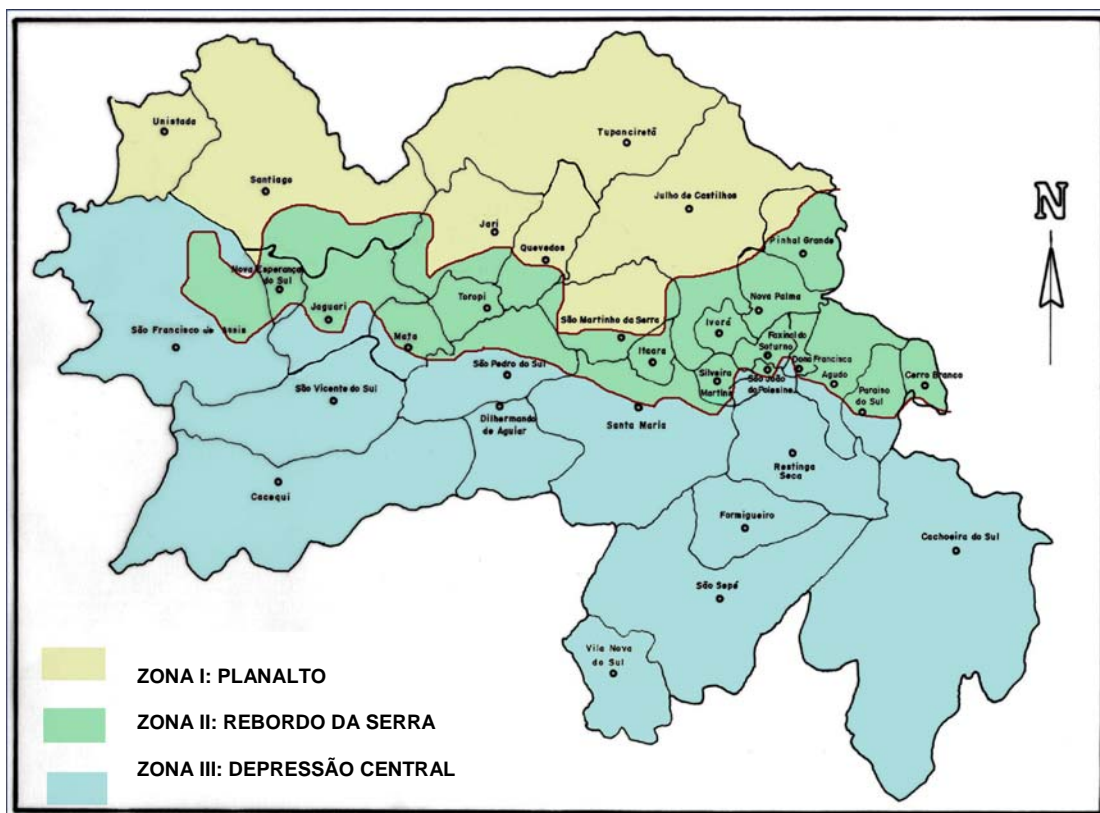 Unistada
Tupanciretã
Santiago
Julho de Castilhos
N
Jari
Quevedos
Pinhal Grande
Nova Esperança
do Sul
Toropi
Nova Palma
Jaguari
São Martinho da Serra
Ivorá
São Francisco de Assis
Mata
Faxinal do
Soturno
Itaara
Dona Francisca
São Pedro do Sul
Silveira
Martins
São João
do Polesine
Agudo
Cerro Branco
Paraiso
do Sul
São Vicente do Sul
Dilhermando
de Aguiar
Santa Maria
Restinga
Seca
Cacequi
Formigueiro
Cachoeira do Sul
São Sepé
Vila Nova
do Sul
ZONA I: PLANALTO
ZONA II: REBORDO DA SERRA
ZONA III: DEPRESSÃO CENTRAL